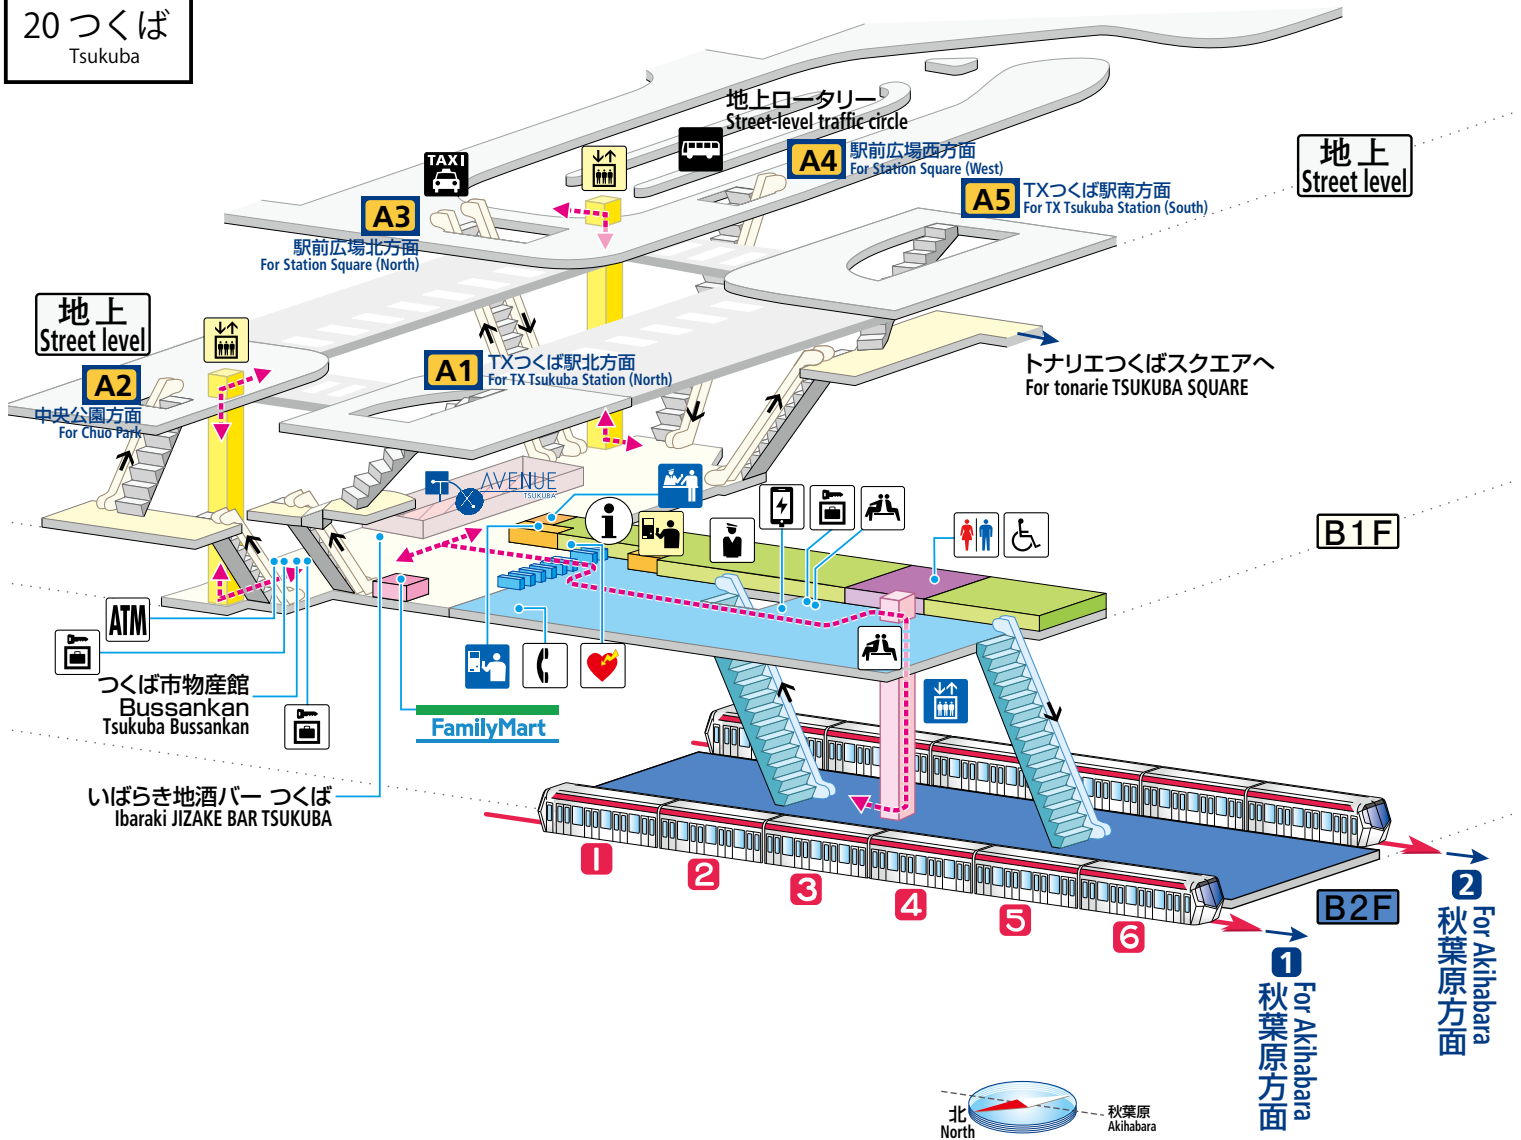 20 つくば
Tsukuba
地上ロータリー
Street-level traffic circle
TAXI
A4
駅前広場西方面
For Station Square (West)
地上
Street level
A5
TXつくば駅南方面
For TX Tsukuba Station (South)
A3
駅前広場北方面
For Station Square (North)
地上
Street level
A2
中央公園方面
For Chuo Park
A1
TXつくば駅北方面
For TX Tsukuba Station (North)
トナリエつくばスクエアへ
For tonarie TSUKUBA SQUARE
AVENUE
TSUKUBA
i
B1F
ATM
つくば市物産館
Bussankan
Tsukuba Bussankan
FamilyMart
いばらき地酒バー つくば
Ibaraki JIZAKE BAR TSUKUBA
1
2
3
4
5
6
B2F
2
For Akihabara
秋葉原方面
1
For Akihabara
秋葉原方面
北
North
秋葉原
Akihabara